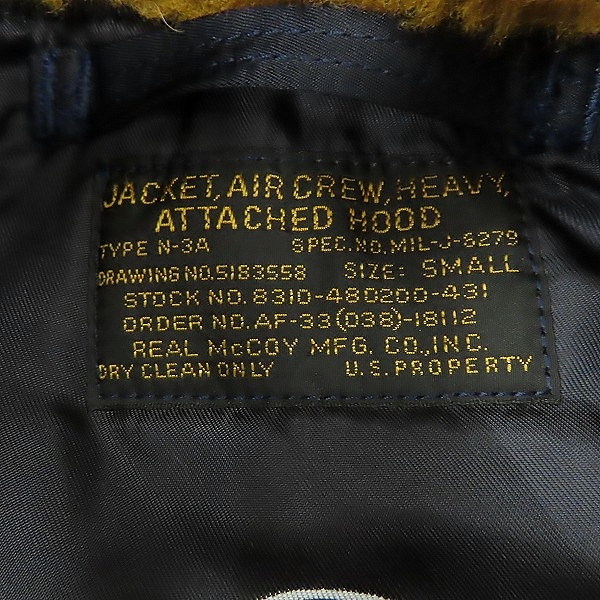 JACKET, AIR CREW, HEAVY,
ATTACHED HOOD
TYPE N-3A SPEC. NO. MIL-J-6279
DRAWING NO. 5183558 SIZE: SMALL
STOCK NO. 8310-480200-431
ORDER NO. AF-33(038)-18112
REAL McCOY MFG. CO., INC.
DRY CLEAN ONLY U.S. PROPERTY